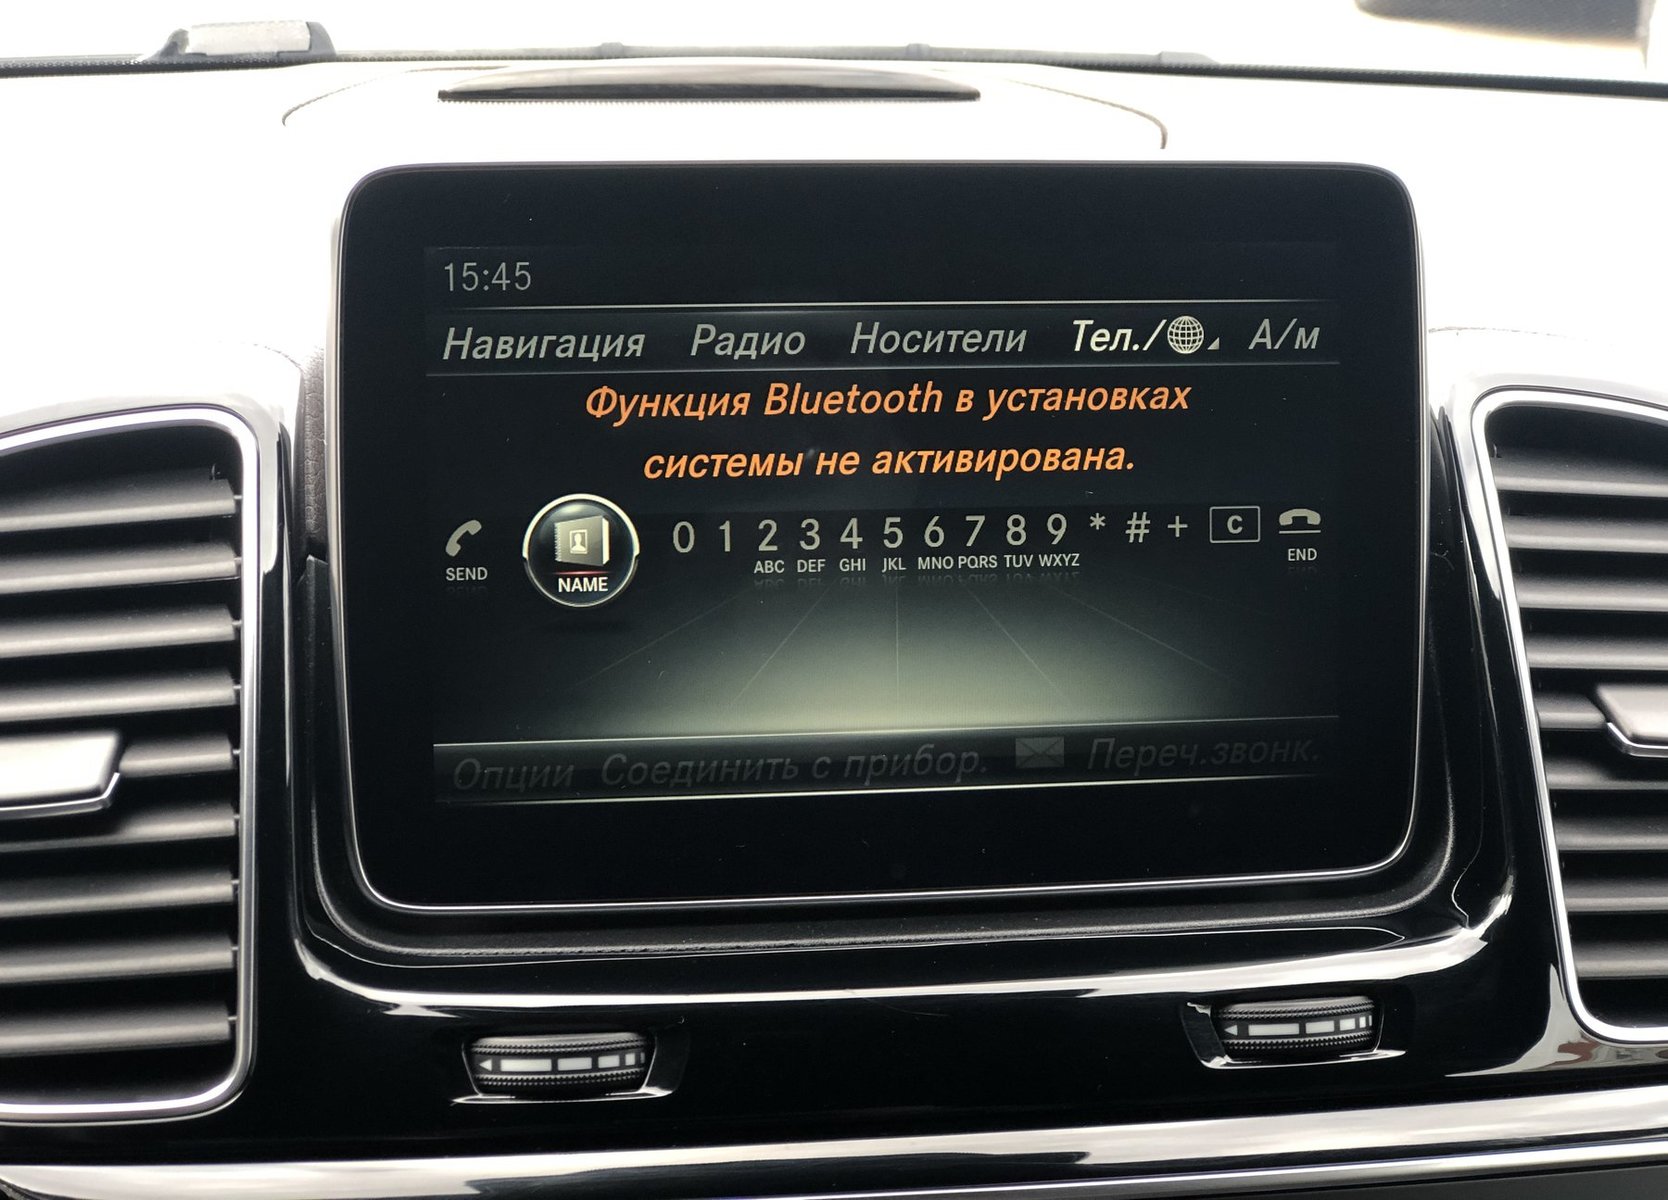 15:45
Навигация Радио Носители Тел./ А/м
Функция Bluetooth в установках
системы не активирована.
0 1 2 3 4 5 6 7 8 9 * # + C
SEND NAME ABC DEF GHI JKL MNO PQRS TUV WXYZ END
Опции Соединить с прибор. Переч.звонк.